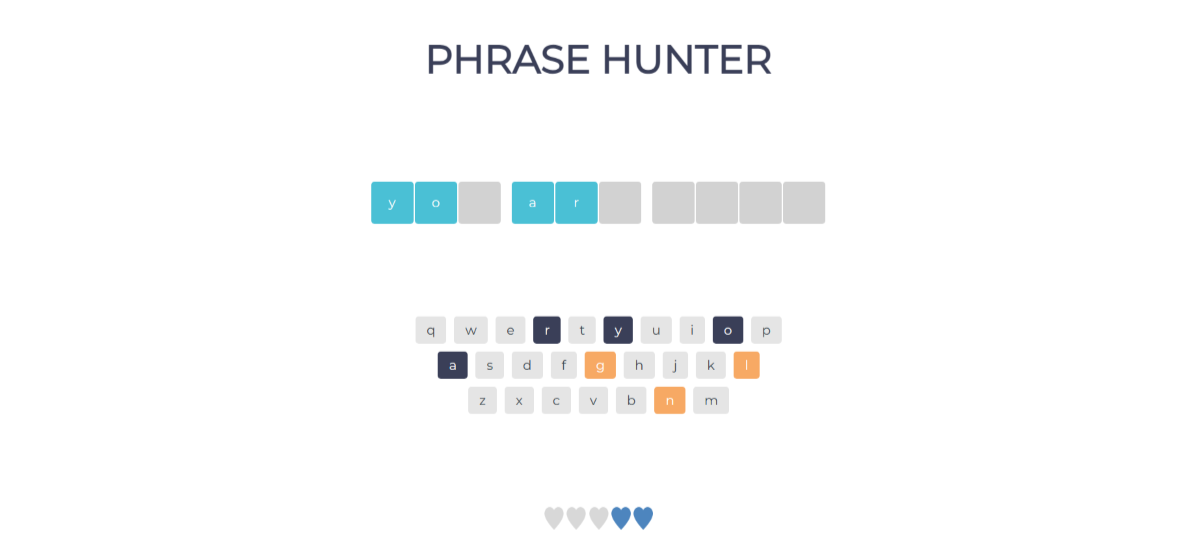 PHRASE HUNTER
y o a r
q w e r t y u i o p
a s d f g h j k l
z x c v b n m